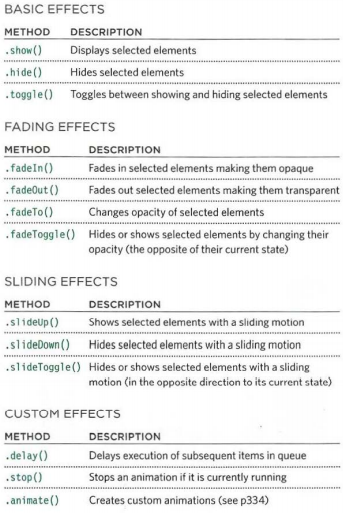 BASIC EFFECTS
METHOD DESCRIPTION
.show() Displays selected elements
.hide() Hides selected elements
.toggle() Toggles between showing and hiding selected elements
FADING EFFECTS
METHOD DESCRIPTION
.fadeIn() Fades in selected elements making them opaque
.fadeOut() Fades out selected elements making them transparent
.fadeTo() Changes opacity of selected elements
.fadeToggle() Hides or shows selected elements by changing their
opacity (the opposite of their current state)
SLIDING EFFECTS
METHOD DESCRIPTION
.slideUp() Shows selected elements with a sliding motion
.slideDown() Hides selected elements with a sliding motion
.slideToggle() Hides or shows selected elements with a sliding
motion (in the opposite direction to its current state)
CUSTOM EFFECTS
METHOD DESCRIPTION
.delay() Delays execution of subsequent items in queue
.stop() Stops an animation if it is currently running
.animate() Creates custom animations (see p334)